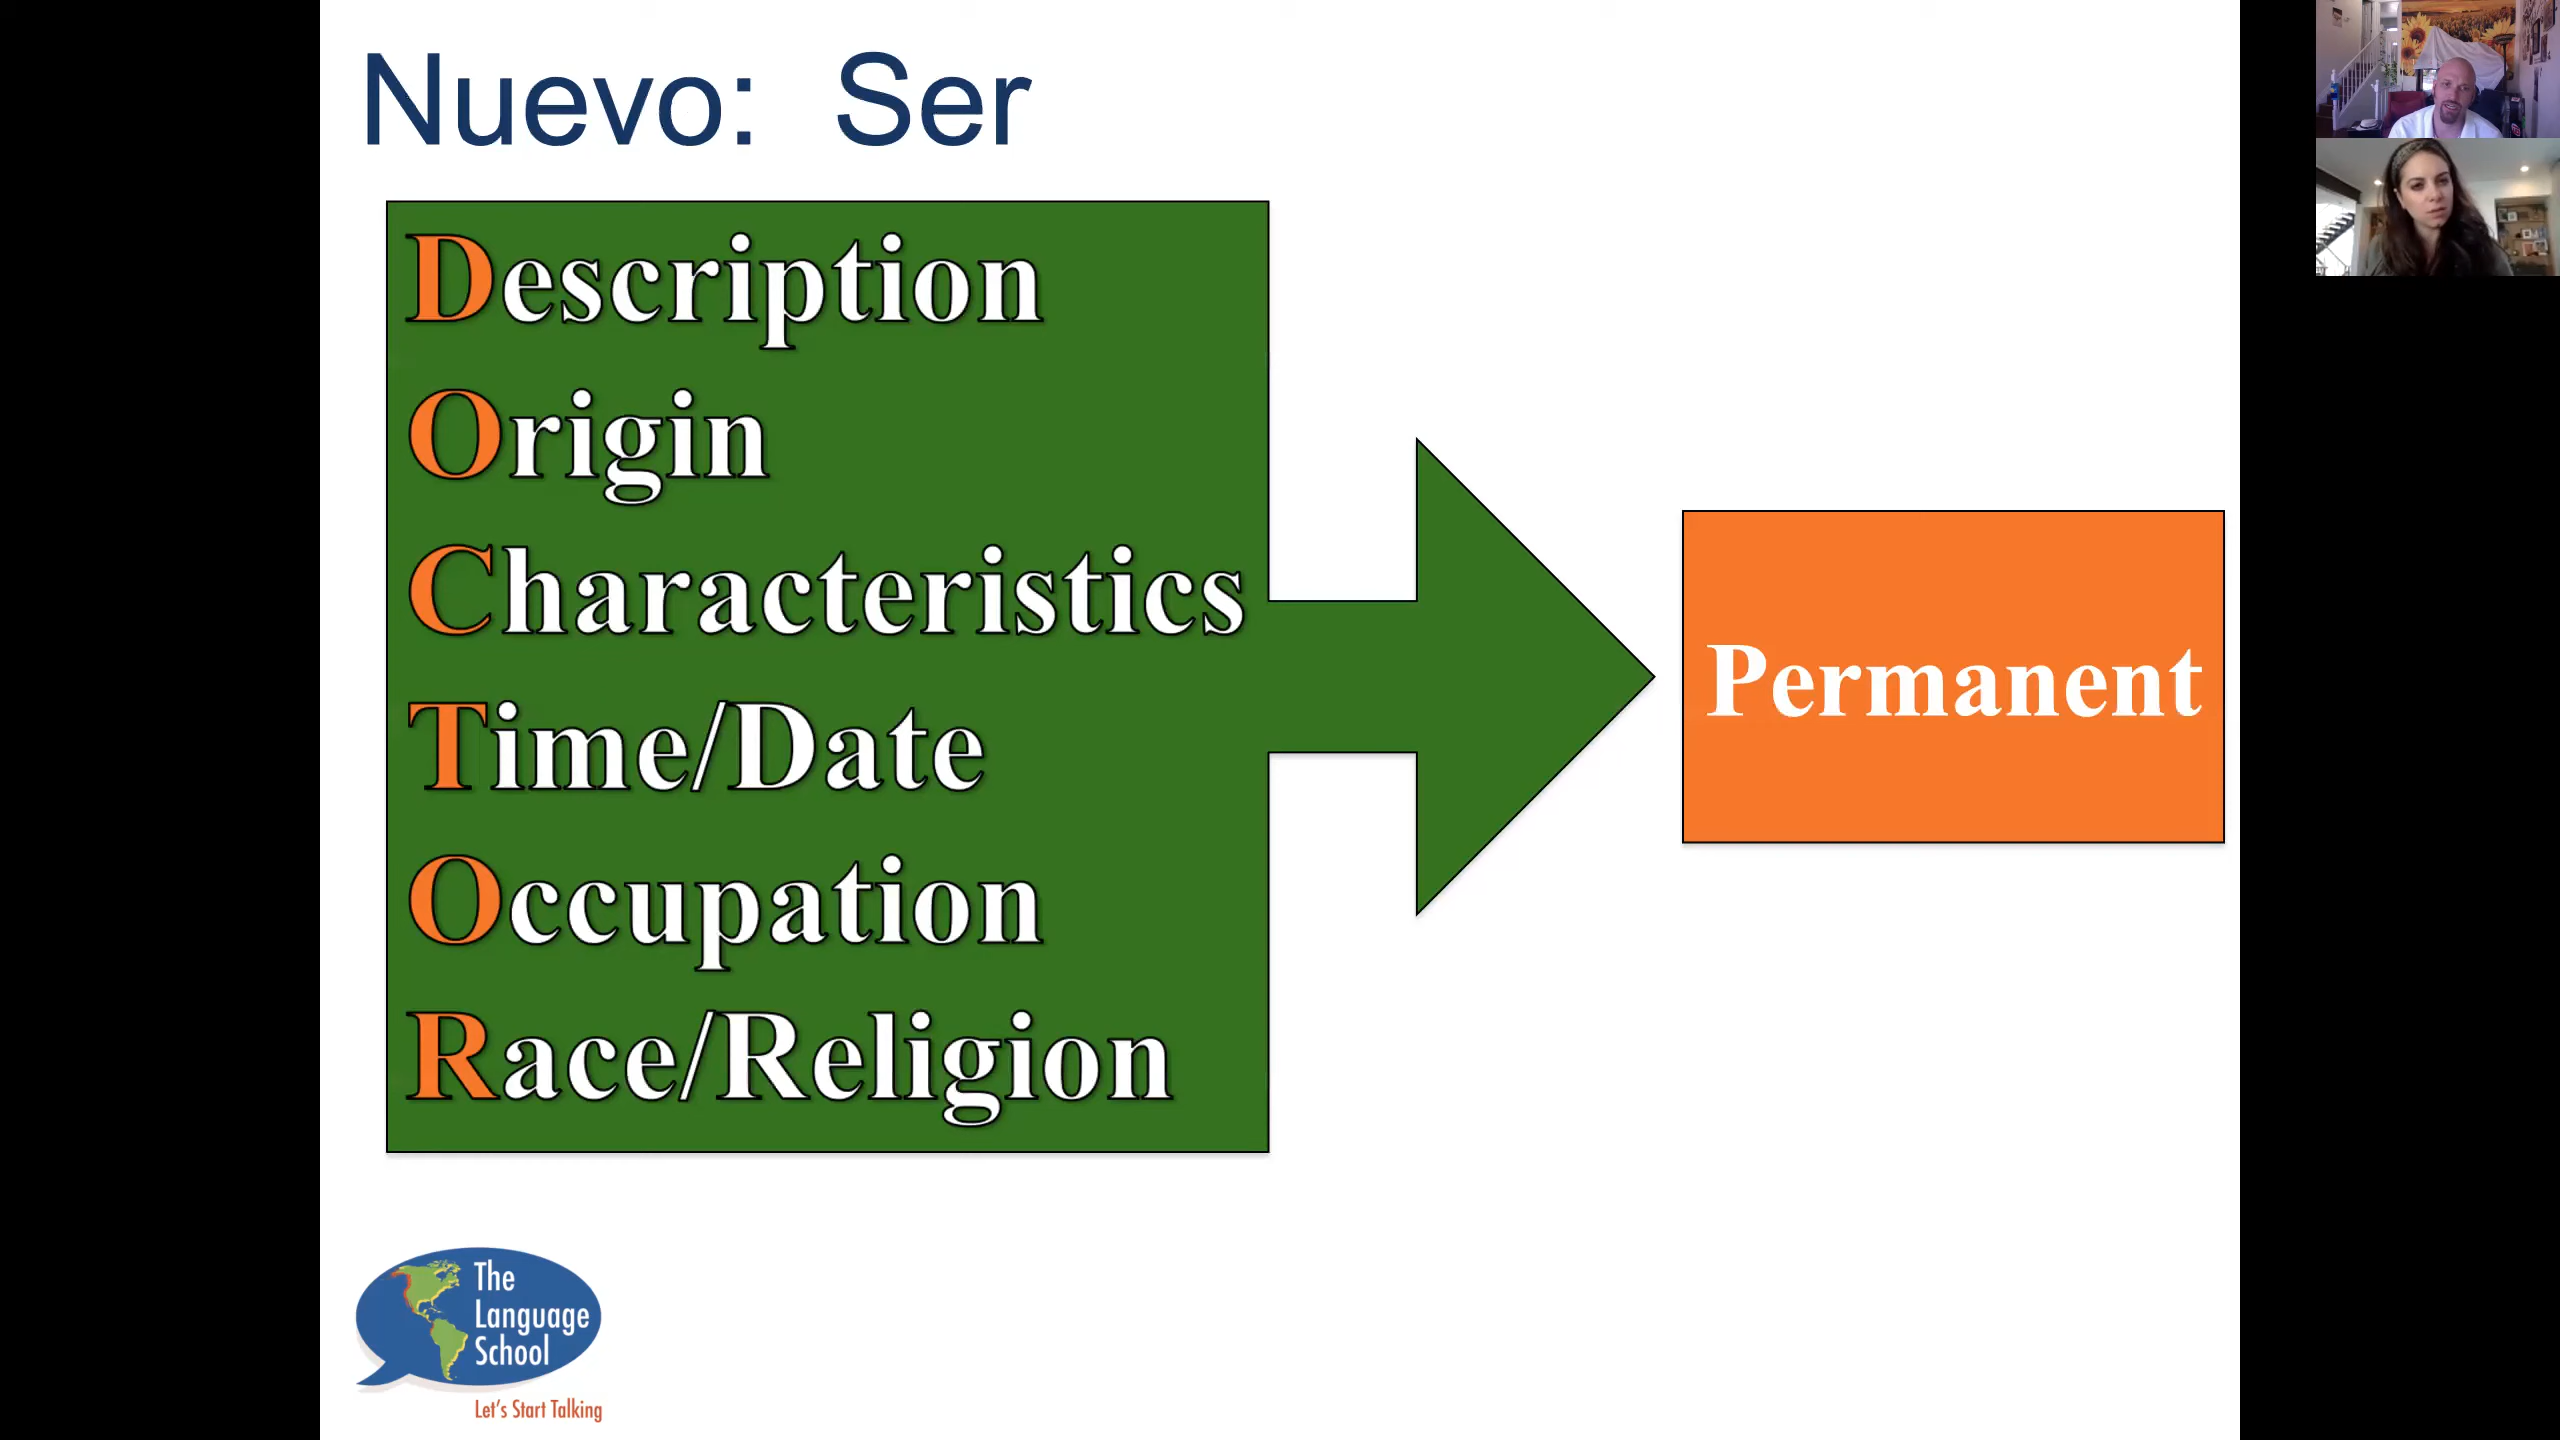 Nuevo: Ser
Description
Origin
Characteristics
Time/Date
Occupation
Race/Religion
Permanent
The
Language
School
Let's Start Talking